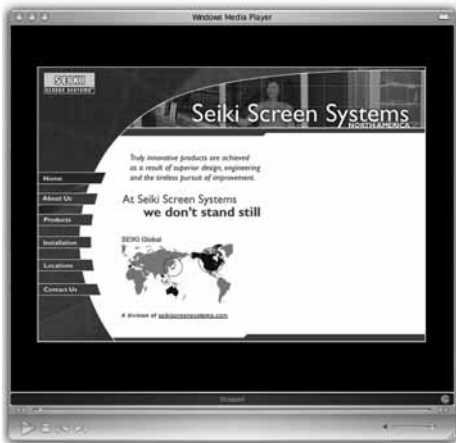 Windows Media Player
SEIKI
SCREEN SYSTEMS
Seiki Screen Systems
NORTH AMERICA
Truly innovative products are achieved
as a result of superior design, engineering
and the tireless pursuit of improvement.
Home
About Us
At Seiki Screen Systems
we don't stand still
Products
Installation
SEIKI Global
Locations
Contact Us
A division of seikiscreensystems.com
Stopped